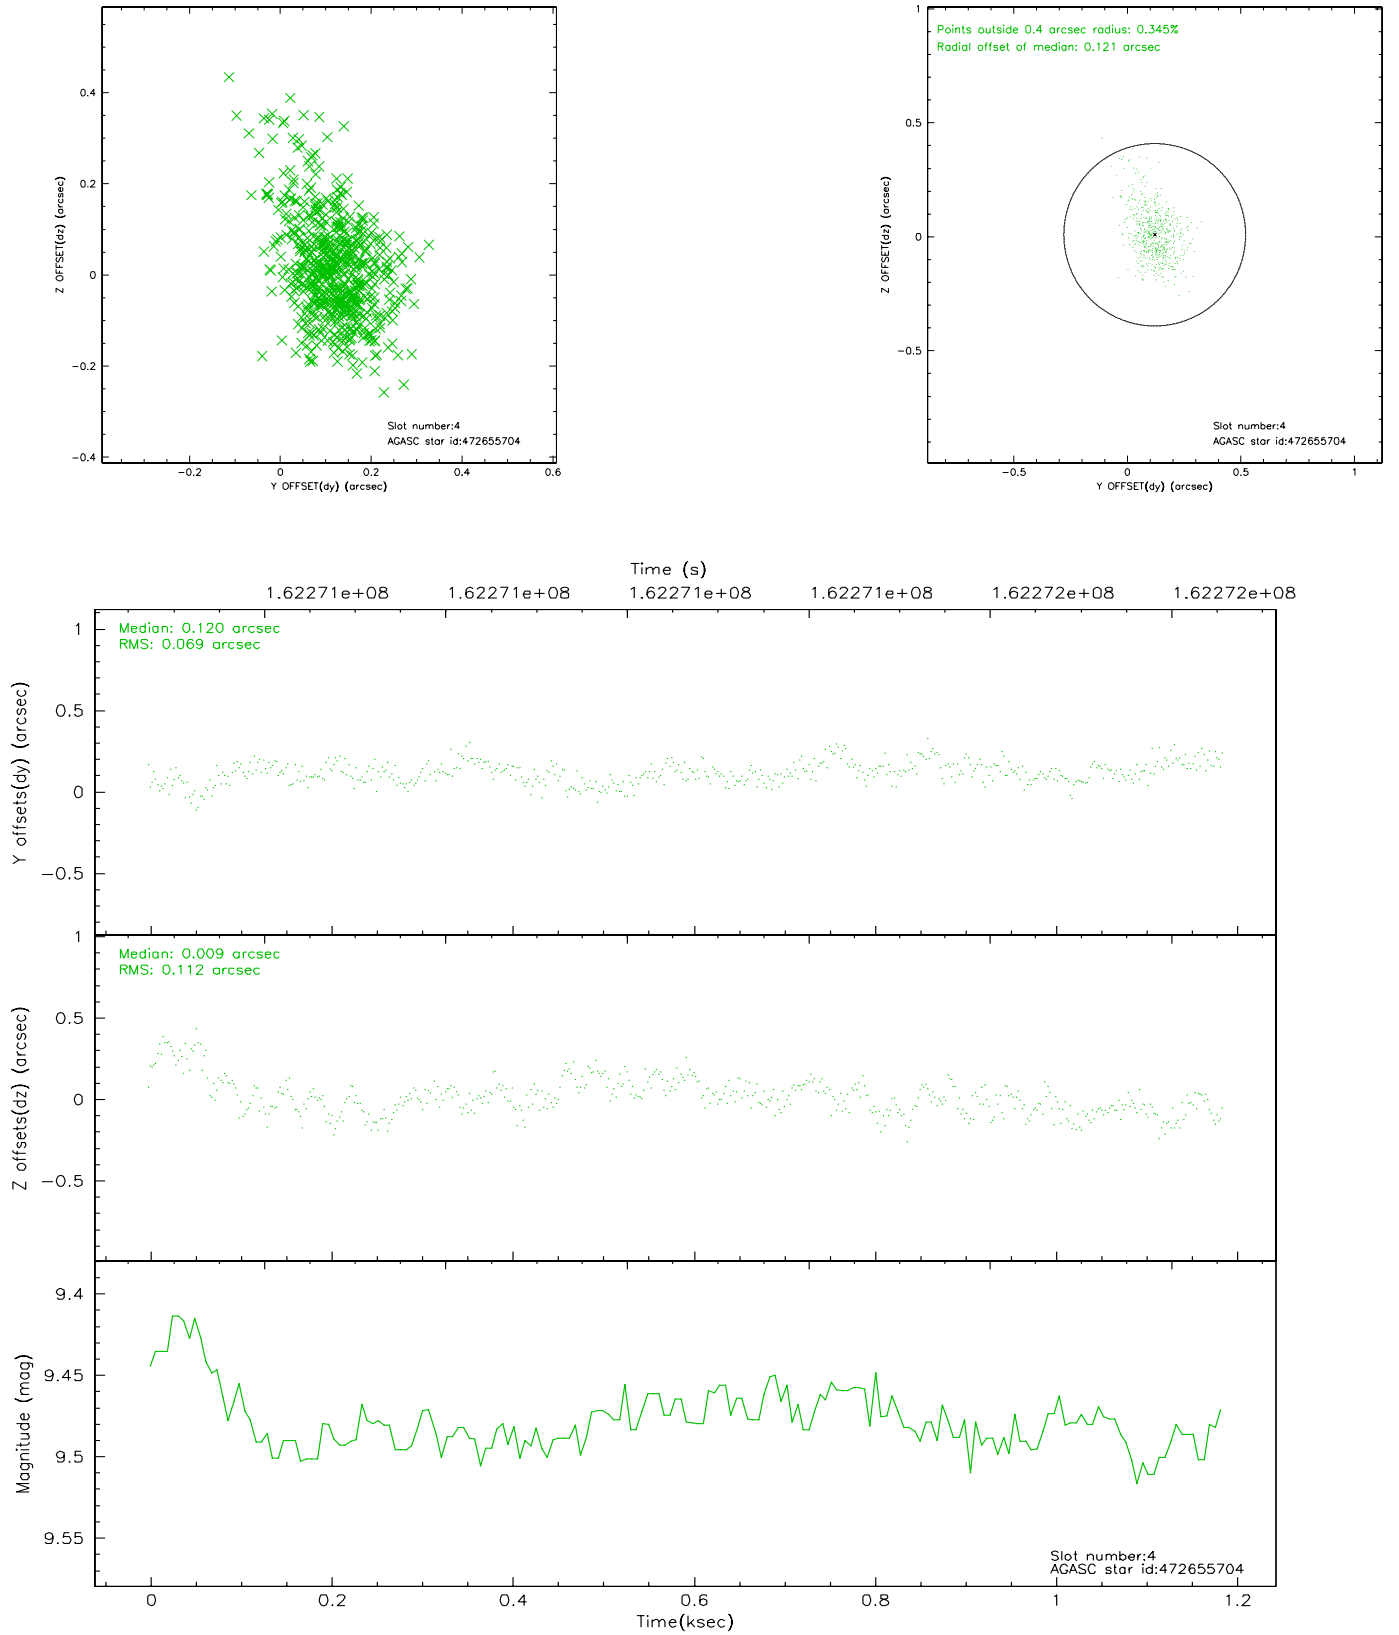 0.4
0.2
0
−0.2
−0.4
Z OFFSET(dz) (arcsec)
Slot number:4
AGASC star id:472655704
−0.2 0 0.2 0.4 0.6
Y OFFSET(dy) (arcsec)
1
0.5
0
−0.5
Z OFFSET(dz) (arcsec)
Points outside 0.4 arcsec radius: 0.345%
Radial offset of median: 0.121 arcsec
Slot number:4
AGASC star id:472655704
−0.5 0 0.5 1
Y OFFSET(dy) (arcsec)
Time (s)
1.62271e+08 1.62271e+08 1.62271e+08 1.62271e+08 1.62272e+08 1.62272e+08
Median: 0.120 arcsec
RMS: 0.069 arcsec
1
0.5
0
−0.5
Y offsets(dy) (arcsec)
Median: 0.009 arcsec
RMS: 0.112 arcsec
1
0.5
0
−0.5
Z offsets(dz) (arcsec)
9.4
9.45
9.5
9.55
Magnitude (mag)
Slot number:4
AGASC star id:472655704
0 0.2 0.4 0.6 0.8 1 1.2
Time(ksec)